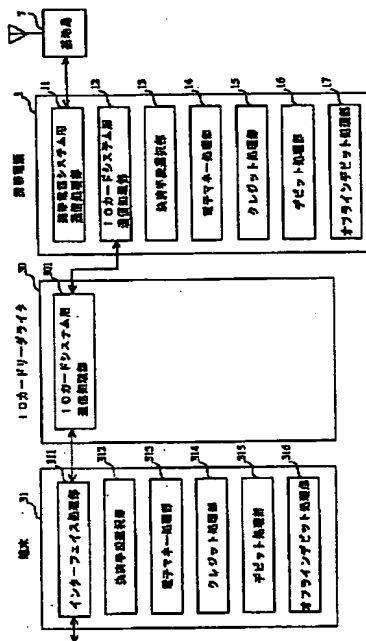 7
基地局
1
携帯電話
11
携帯電話システム用
通信処理部
12
ICカードシステム用
通信処理部
13
決済手段選択部
14
電子マネー処理部
15
クレジット処理部
16
デビット処理部
17
オフラインデビット処理部
30
ICカードリーダライタ
301
ICカードシステム用
通信処理部
31
端末
311
インターフェイス処理部
312
決済手段選択部
313
電子マネー処理部
314
クレジット処理部
315
デビット処理部
316
オフラインデビット処理部